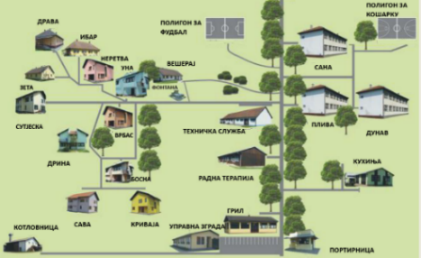 ПОЛИГОН ЗА
КОШАРКУ
ДРАВА
ПОЛИГОН ЗА
ФУДБАЛ
ИБАР
НЕРЕТВА
УНА
ВЕШЕРАЈ
САНА
ЗЕТА
ФОНТАНА
СУТЈЕСКА
ВРБАС
ТЕХНИЧКА СЛУЖБА
ПЛИВА
ДУНАВ
ДРИНА
БОСНА
РАДНА ТЕРАПИЈА
КУХИЊА
САВА
КРИВАЈА
ГРИЛ
КОТЛОВНИЦА
УПРАВНА ЗГРАДА
ПОРТИРНИЦА